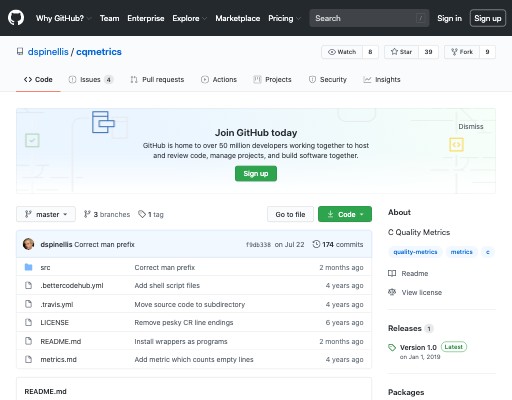 Why GitHub? Team Enterprise Explore Marketplace Pricing Search / Sign in Sign up
dspinellis / cqmetrics Watch 8 Star 39 Fork 9
Code Issues 4 Pull requests Actions Projects Security Insights
Dismiss
Join GitHub today
GitHub is home to over 50 million developers working together to host
and review code, manage projects, and build software together.
Sign up
master 3 branches 1 tag Go to file Code
dspinellis Correct man prefix f9d6338 on Jul 22 174 commits
src Correct man prefix 2 months ago
.bettercodehub.yml Add shell script files 4 years ago
.travis.yml Move source code to subdirectory 4 years ago
LICENSE Remove pesky CR line endings 6 years ago
README.md Install wrappers as programs 2 months ago
metrics.md Add metric which counts empty lines 4 years ago
README.md
About
C Quality Metrics
quality-metrics metrics c
Readme
View license
Releases 1
Version 1.0 Latest
on Jan 1, 2019
Packages